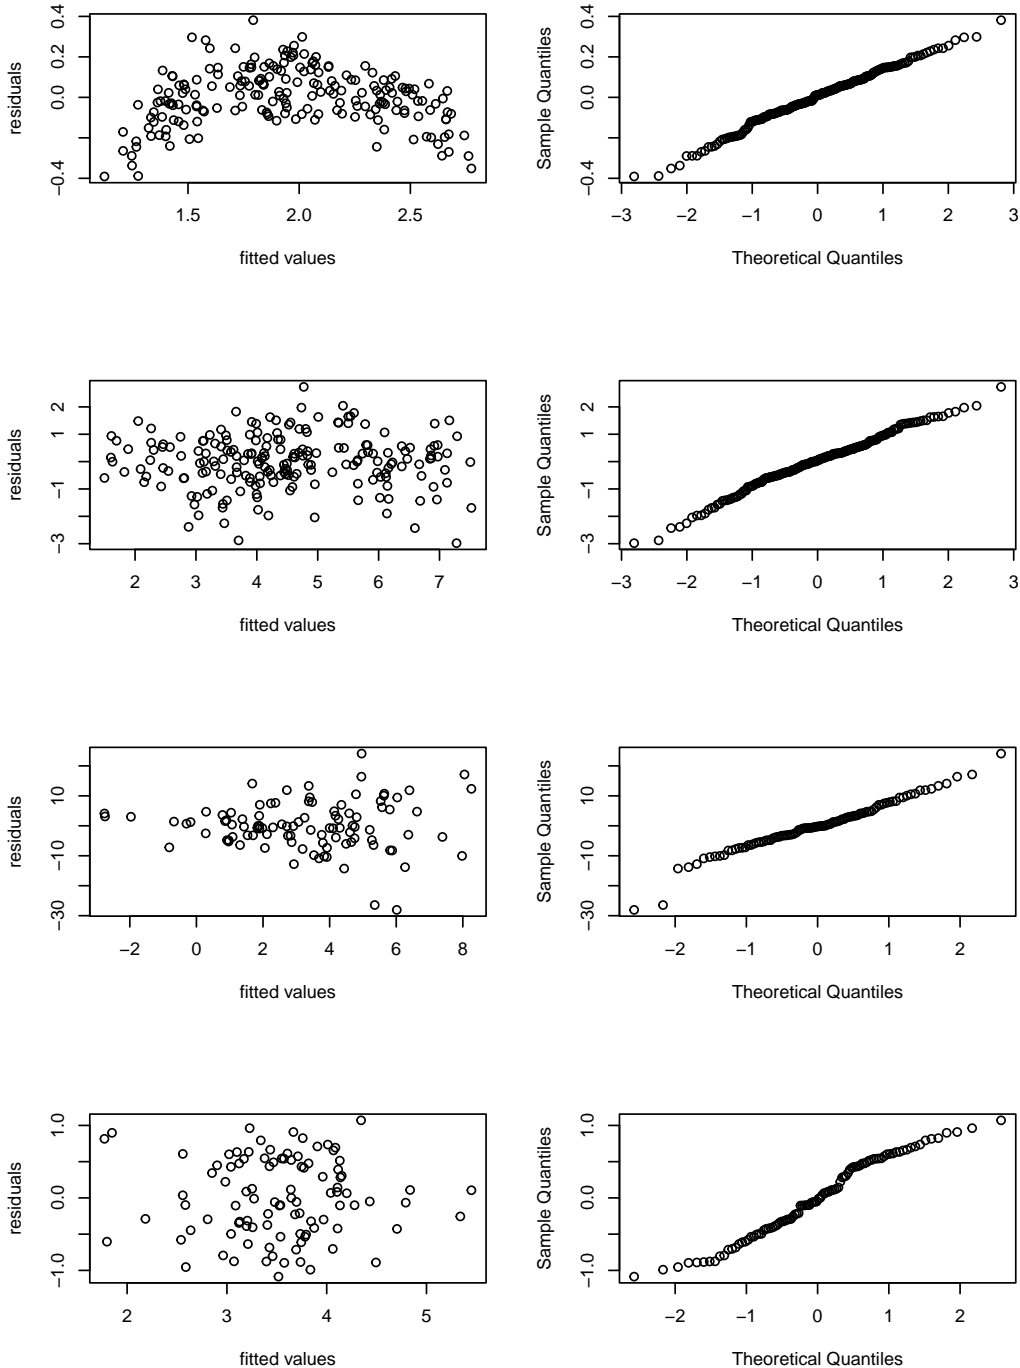 residuals
−0.4 0.0 0.2 0.4
1.5 2.0 2.5
fitted values
Sample Quantiles
−0.4 0.0 0.2 0.4
−3 −2 −1 0 1 2 3
Theoretical Quantiles
residuals
−3 −1 1 2
2 3 4 5 6 7
fitted values
Sample Quantiles
−3 −1 1 2
−3 −2 −1 0 1 2 3
Theoretical Quantiles
residuals
−30 −10 10
−2 0 2 4 6 8
fitted values
Sample Quantiles
−30 −10 10
−2 −1 0 1 2
Theoretical Quantiles
residuals
−1.0 0.0 1.0
2 3 4 5
fitted values
Sample Quantiles
−1.0 0.0 1.0
−2 −1 0 1 2
Theoretical Quantiles